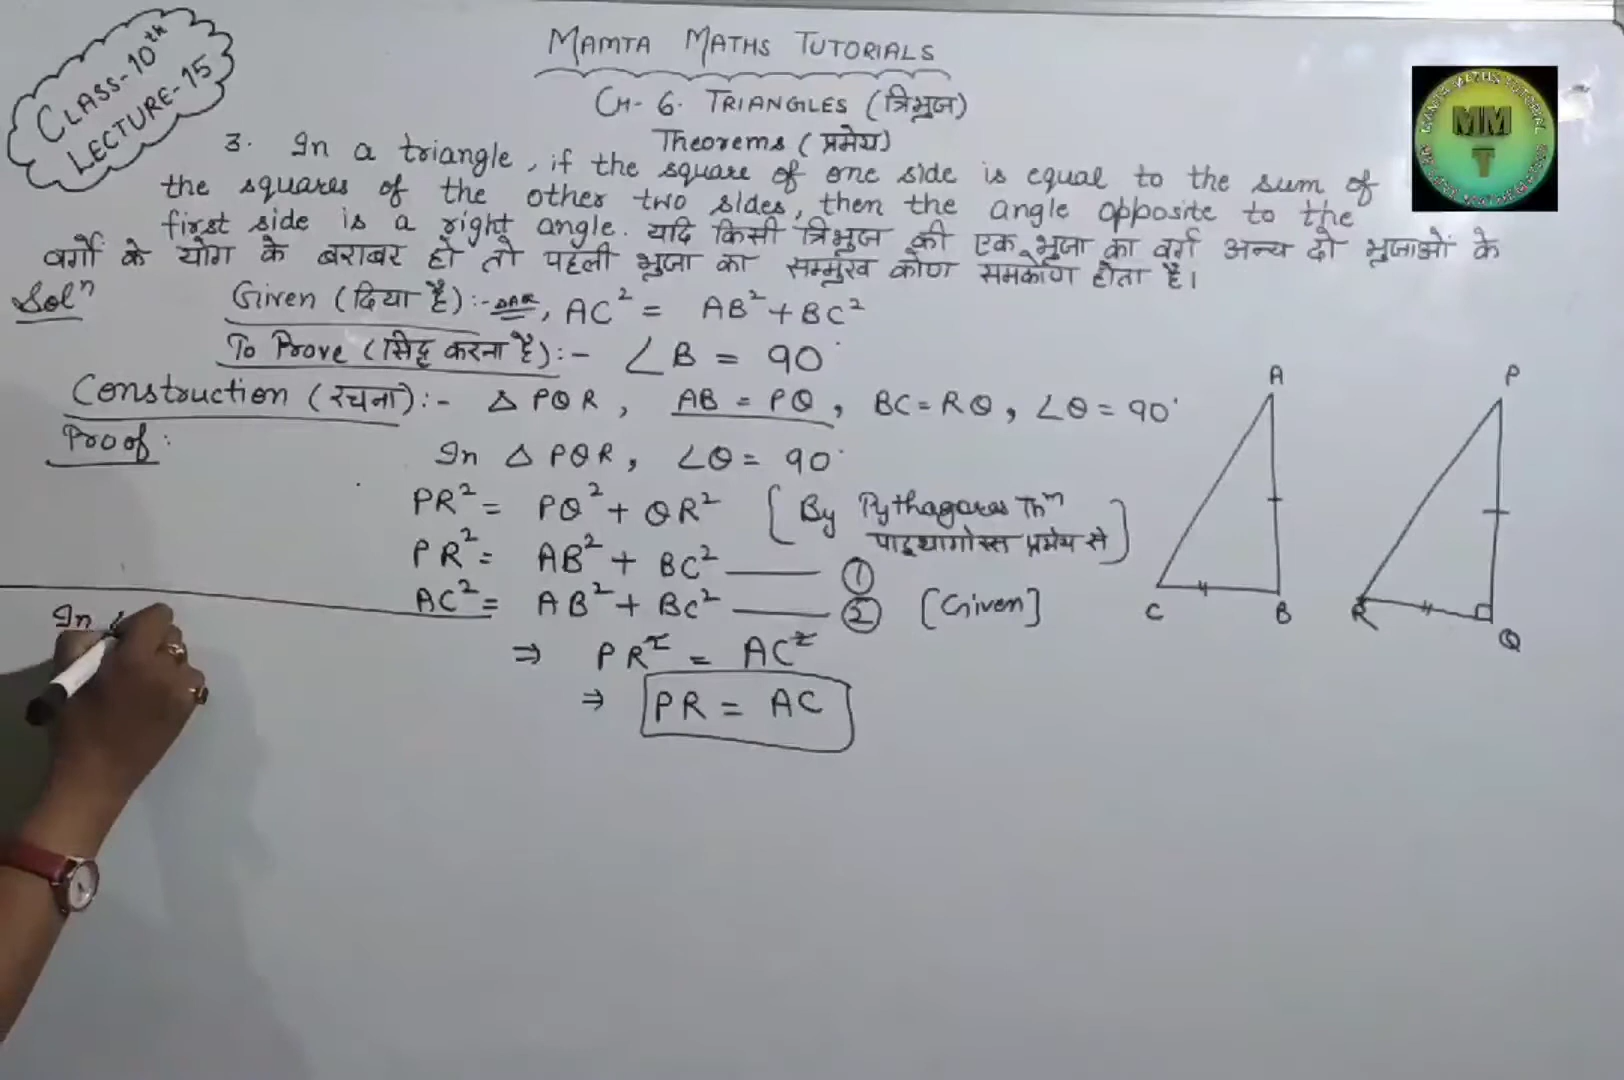 CLASS-10th
LECTURE-15
MAMTA MATHS TUTORIALS
CH-6. TRIANGLES (त्रिभुज)
Theorems (प्रमेय)
3. In a triangle, if the square of one side is equal to the sum of
the squares of the other two sides, then the angle opposite to the
first side is a right angle. यदि किसी त्रिभुज की एक भुजा का वर्ग अन्य दो भुजाओं के
वर्गों के योग के बराबर हो तो पहली भुजा का सम्मुख कोण समकोण होता है।
Solⁿ
Given (दिया है):- , AC² = AB² + BC²
To Prove (सिद्ध करना है):- ∠B = 90°
Construction (रचना):- △PQR, AB = PQ, BC = RQ, ∠Q = 90°
Proof:
In △PQR, ∠Q = 90°
PR² = PQ² + QR² [By Pythagoras Thᵐ
पाइथागोरस प्रमेय से]
PR² = AB² + BC² —— ①
AC² = AB² + BC² —— ② [Given]
⇒ PR² = AC²
⇒ PR = AC
In
A
C
B
P
R
Q
MAMTA MATHS TUTORIAL
MM
T